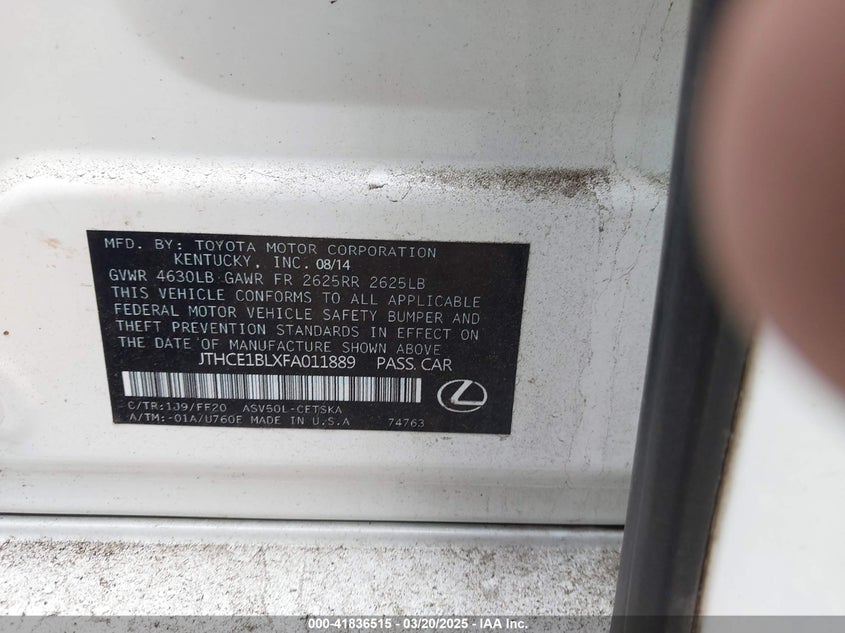 MFD. BY: TOYOTA MOTOR CORPORATION
KENTUCKY, INC. 08/14
GVWR 4630LB GAWR FR 2625RR 2625LB
THIS VEHICLE CONFORMS TO ALL APPLICABLE
FEDERAL MOTOR VEHICLE SAFETY BUMPER AND
THEFT PREVENTION STANDARDS IN EFFECT ON
THE DATE OF MANUFACTURE SHOWN ABOVE.
JTHCE1BLXFA011889 PASS. CAR
C/TR:1J9/FF20 ASV50L-CETSKA
A/TM:-01A/U760E MADE IN U.S.A 74763
000-41836515 - 03/20/2025 - IAA Inc.